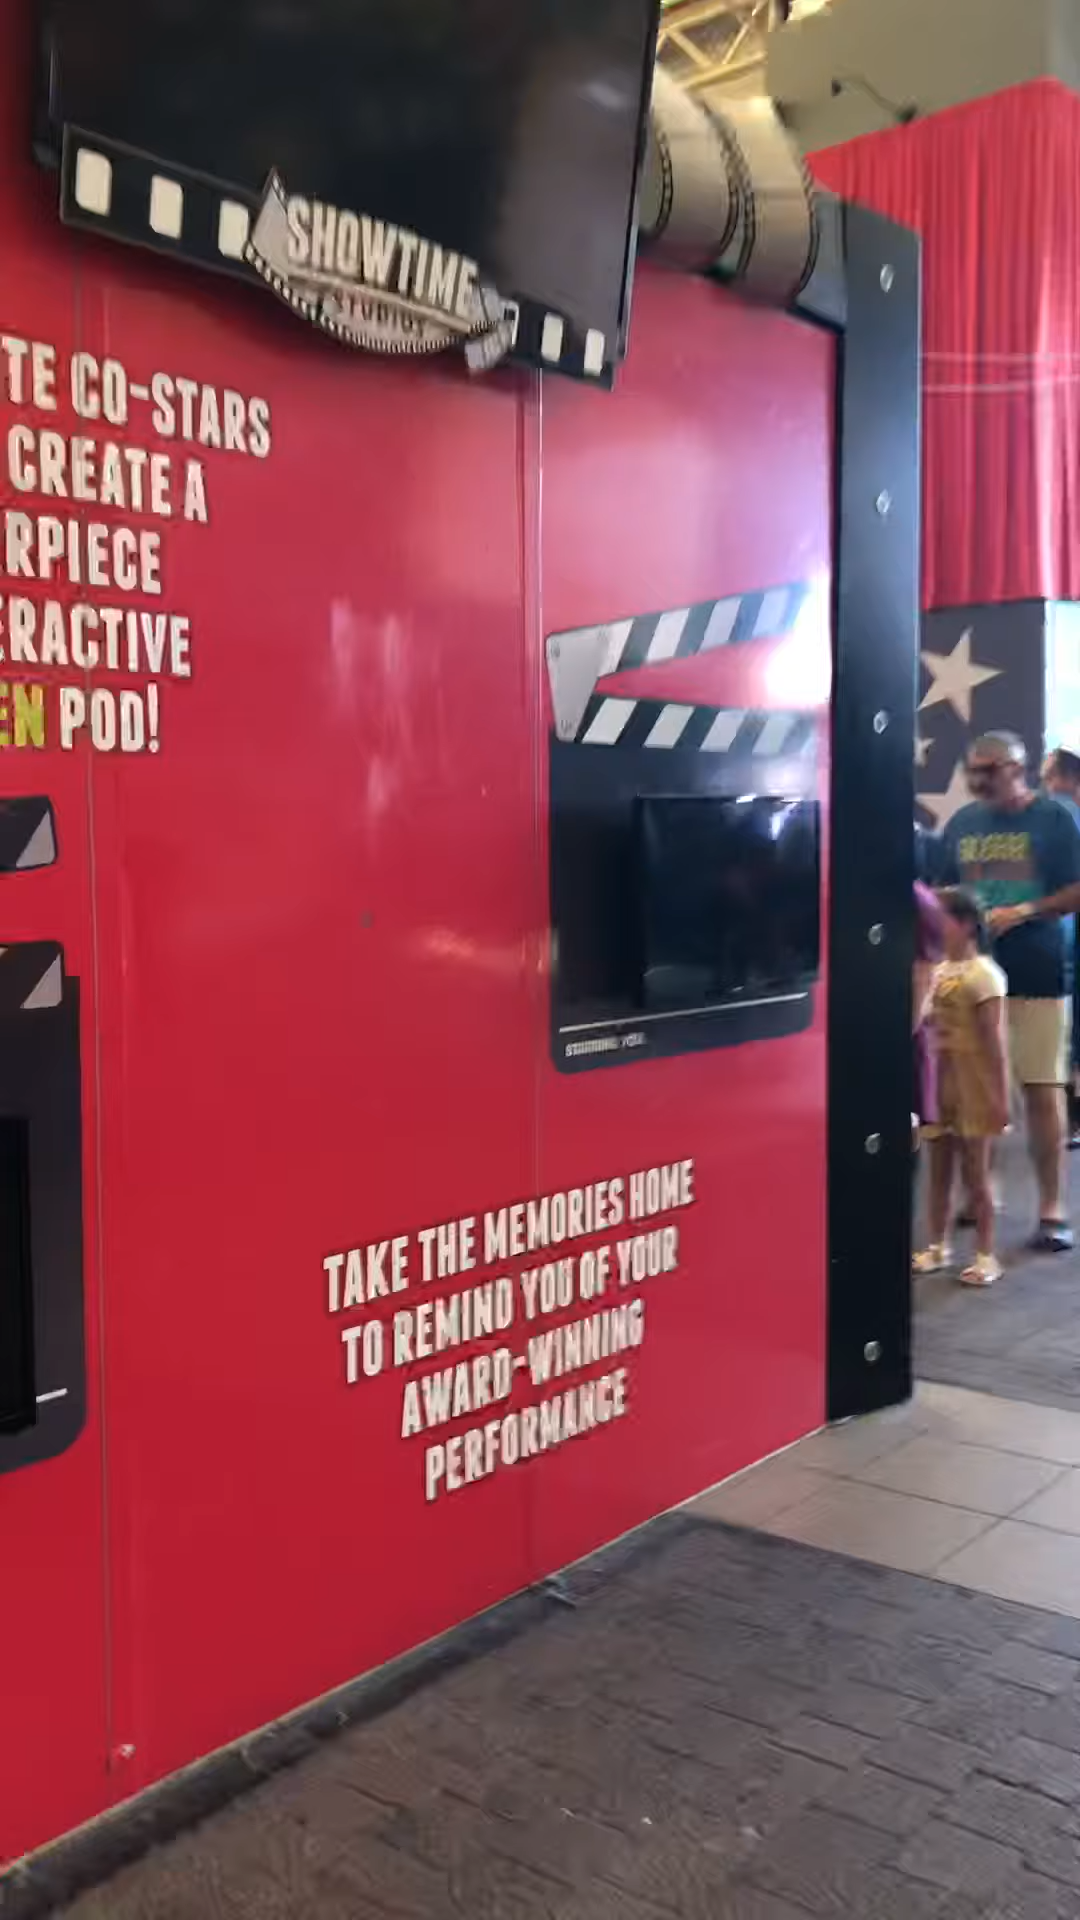 SHOWTIME
STUDIOS
TE CO-STARS
CREATE A
RPIECE
ERACTIVE
EN POD!
STARRING: YOU.
TAKE THE MEMORIES HOME
TO REMIND YOU OF YOUR
AWARD-WINNING
PERFORMANCE